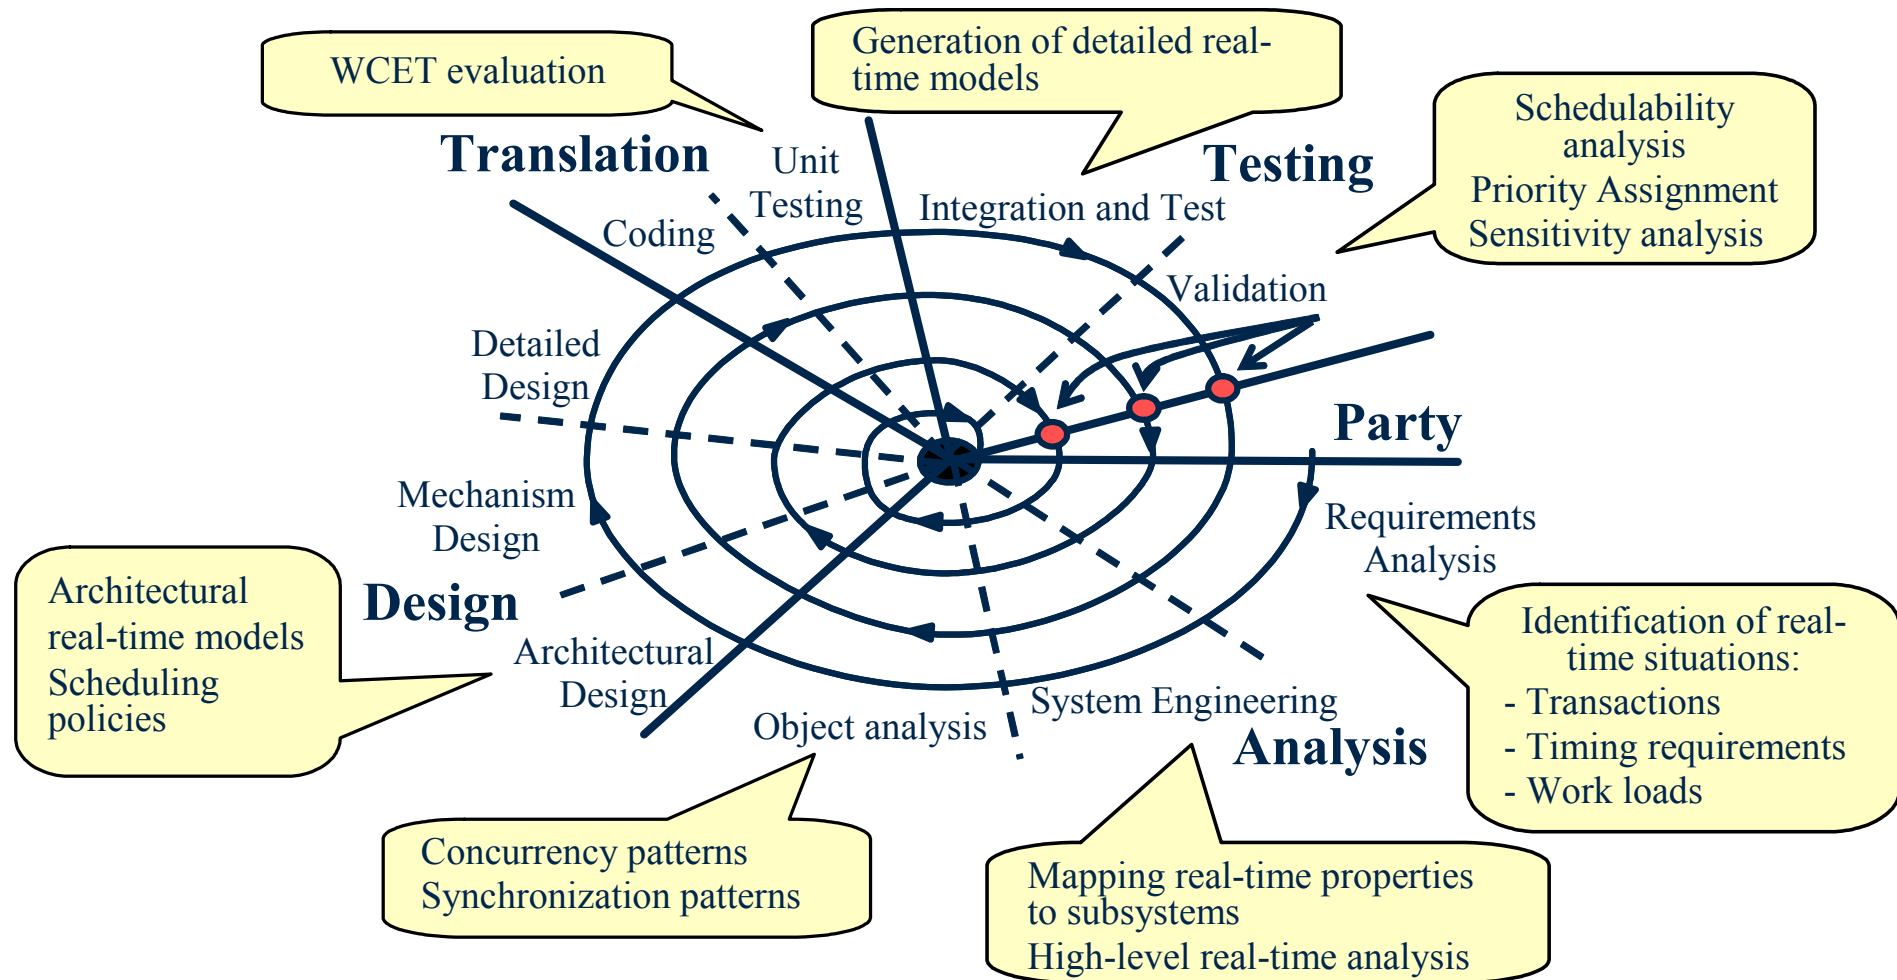 WCET evaluation
Generation of detailed real-
time models
Schedulability
analysis
Priority Assignment
Sensitivity analysis
Translation
Unit
Testing
Testing
Coding
Integration and Test
Validation
Detailed
Design
Party
Mechanism
Design
Requirements
Analysis
Architectural
real-time models
Scheduling
policies
Design
Architectural
Design
Identification of real-
time situations:
- Transactions
- Timing requirements
- Work loads
Object analysis
System Engineering
Analysis
Concurrency patterns
Synchronization patterns
Mapping real-time properties
to subsystems
High-level real-time analysis